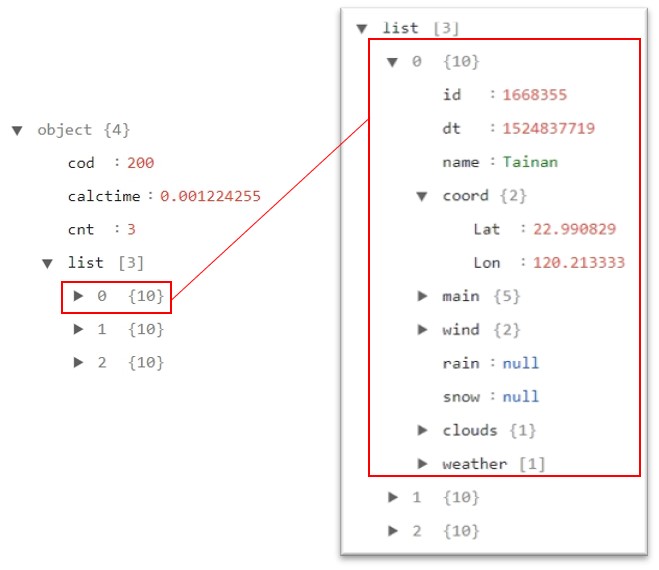 object {4}
cod : 200
calctime : 0.001224255
cnt : 3
list [3]
0 {10}
1 {10}
2 {10}
list [3]
0 {10}
id : 1668355
dt : 1524837719
name : Tainan
coord {2}
Lat : 22.990829
Lon : 120.213333
main {5}
wind {2}
rain : null
snow : null
clouds {1}
weather [1]
1 {10}
2 {10}